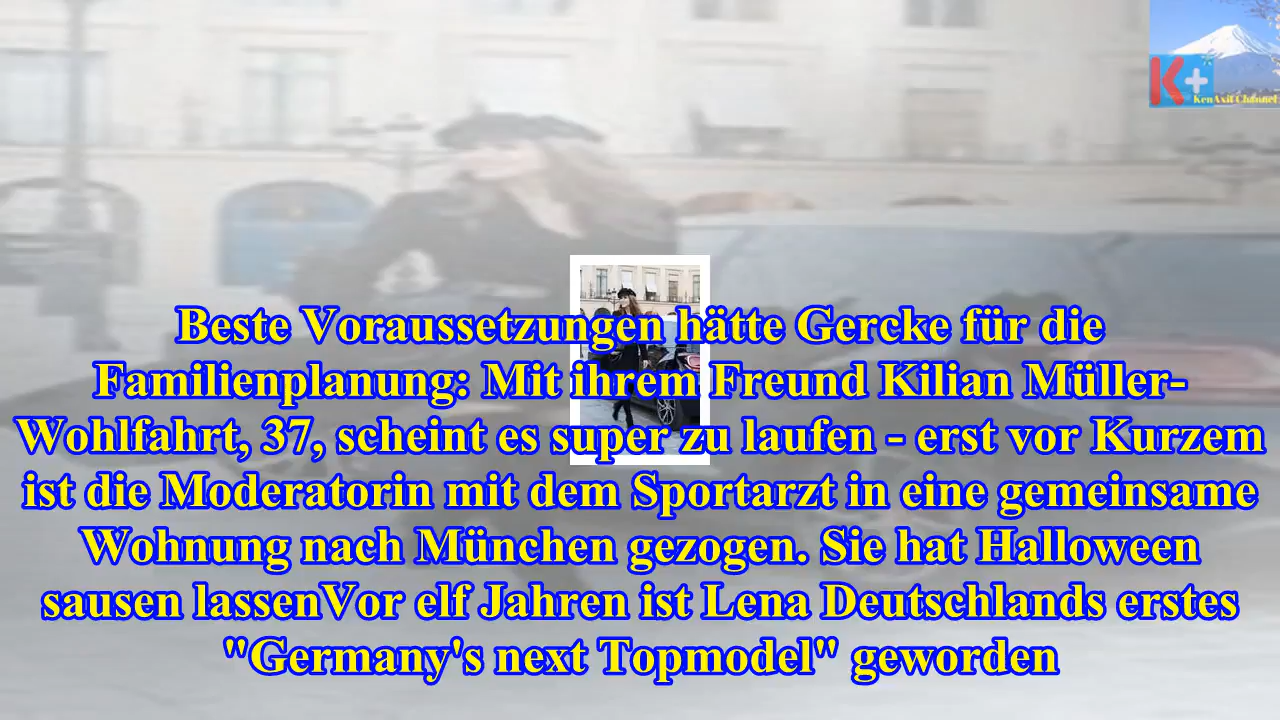 K+
KenAxif Channel
Beste Voraussetzungen hätte Gercke für die
Familienplanung: Mit ihrem Freund Kilian Müller-
Wohlfahrt, 37, scheint es super zu laufen - erst vor Kurzem
ist die Moderatorin mit dem Sportarzt in eine gemeinsame
Wohnung nach München gezogen. Sie hat Halloween
sausen lassenVor elf Jahren ist Lena Deutschlands erstes
"Germany's next Topmodel" geworden